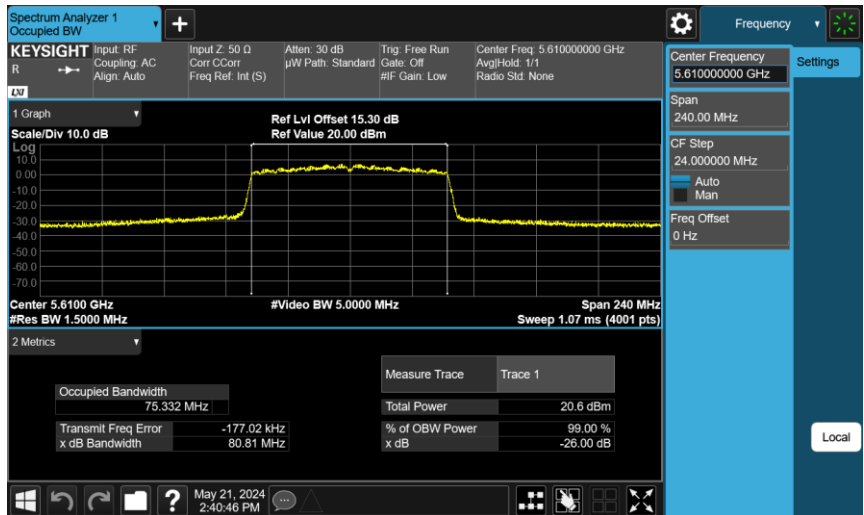 Spectrum Analyzer 1
Occupied BW
+
Frequency
KEYSIGHT
R
LXI
Input: RF
Coupling: AC
Align: Auto
Input Z: 50 Ω
Corr CCorr
Freq Ref: Int (S)
Atten: 30 dB
µW Path: Standard
Trig: Free Run
Gate: Off
#IF Gain: Low
Center Freq: 5.610000000 GHz
Avg|Hold: 1/1
Radio Std: None
Center Frequency
5.610000000 GHz
Settings
Span
240.00 MHz
CF Step
24.000000 MHz
Auto
Man
Freq Offset
0 Hz
Local
1 Graph
Scale/Div 10.0 dB
Ref Lvl Offset 15.30 dB
Ref Value 20.00 dBm
Log
10.0
0.00
-10.0
-20.0
-30.0
-40.0
-50.0
-60.0
-70.0
Center 5.6100 GHz
#Video BW 5.0000 MHz
Span 240 MHz
#Res BW 1.5000 MHz
Sweep 1.07 ms (4001 pts)
2 Metrics
Measure Trace
Trace 1
Occupied Bandwidth
75.332 MHz
Total Power
20.6 dBm
Transmit Freq Error
-177.02 kHz
% of OBW Power
99.00 %
x dB Bandwidth
80.81 MHz
x dB
-26.00 dB
?
May 21, 2024
2:40:46 PM